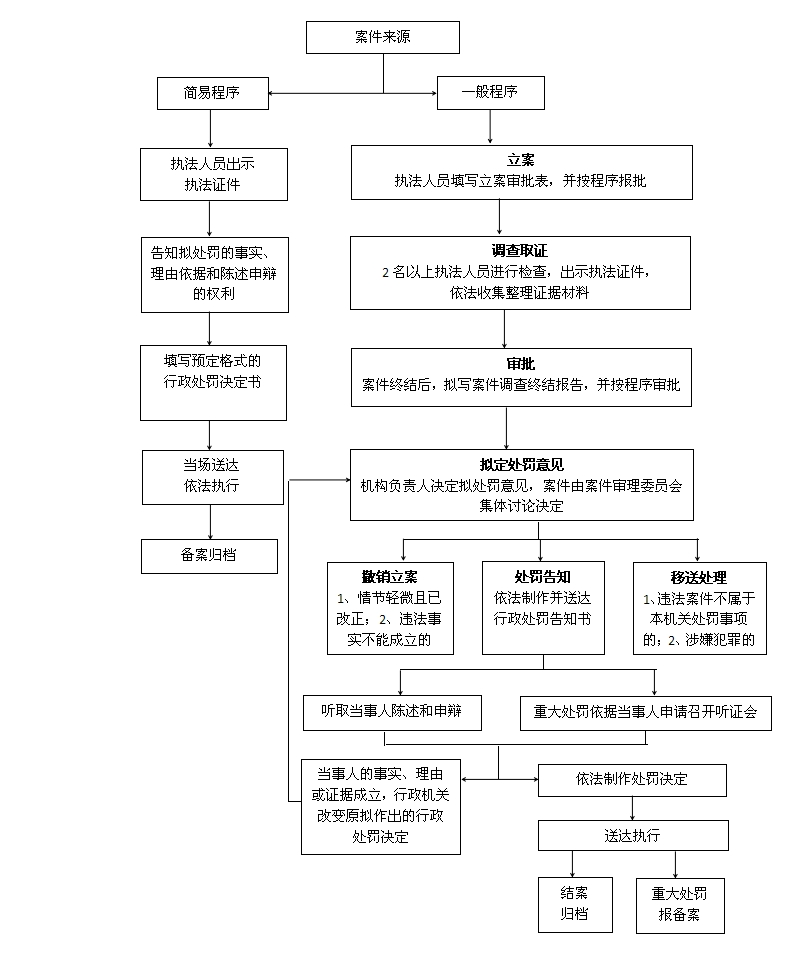 案件来源
简易程序
一般程序
执法人员出示
执法证件
告知拟处罚的事实、
理由依据和陈述申辩
的权利
填写预定格式的
行政处罚决定书
当场送达
依法执行
备案归档
立案
执法人员填写立案审批表，并按程序报批
调查取证
2 名以上执法人员进行检查，出示执法证件，
依法收集整理证据材料
审批
案件终结后，拟写案件调查终结报告，并按程序审批
拟定处罚意见
机构负责人决定拟处罚意见，案件由案件审理委员会
集体讨论决定
撤销立案
1、情节轻微且已
改正；2、违法事
实不能成立的
处罚告知
依法制作并送达
行政处罚告知书
移送处理
1、违法案件不属于
本机关处罚事项
的；2、涉嫌犯罪的
听取当事人陈述和申辩
重大处罚依据当事人申请召开听证会
当事人的事实、理由
或证据成立，行政机关
改变原拟作出的行政
处罚决定
依法制作处罚决定
送达执行
结案
归档
重大处罚
报备案